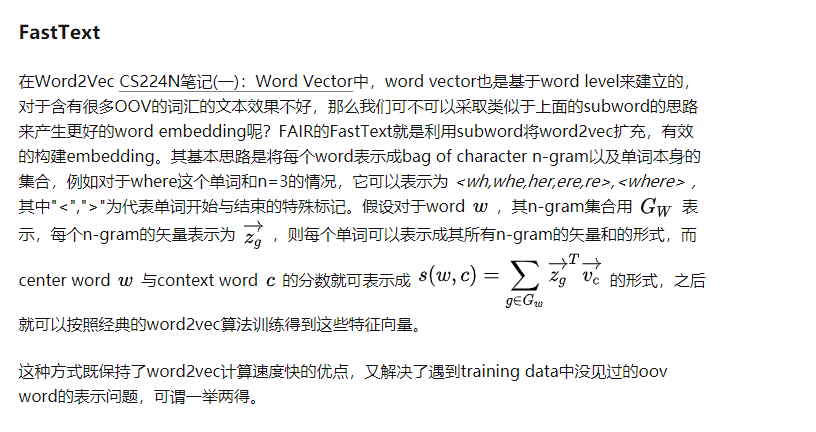 FastText
在Word2Vec CS224N笔记(一)：Word Vector中，word vector也是基于word level来建立的，
对于含有很多OOV的词汇的文本效果不好，那么我们可不可以采取类似于上面的subword的思路
来产生更好的word embedding呢？FAIR的FastText就是利用subword将word2vec扩充，有效
的构建embedding。其基本思路是将每个word表示成bag of character n-gram以及单词本身的
集合，例如对于where这个单词和n=3的情况，它可以表示为 <wh,whe,her,ere,re>,<where> ，
其中"<",">"为代表单词开始与结束的特殊标记。假设对于word w ，其n-gram集合用 G_W 表
示，每个n-gram的矢量表示为 \overrightarrow{z_g} ，则每个单词可以表示成其所有n-gram的矢量和的形式，而
center word w 与context word c 的分数就可表示成 s(w, c) = \sum_{g \in G_w} \overrightarrow{z_g}^T \overrightarrow{v_c} 的形式，之后
就可以按照经典的word2vec算法训练得到这些特征向量。
这种方式既保持了word2vec计算速度快的优点，又解决了遇到training data中没见过的oov
word的表示问题，可谓一举两得。